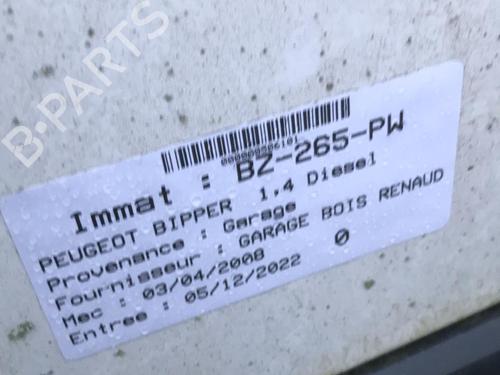 B-PARTS
000000506101
Immat : BZ-265-PW
PEUGEOT BIPPER 1.4 Diesel
Provenance : Garage
Fournisseur : GARAGE BOIS RENAUD
Mec : 03/04/2008 0
Entree : 05/12/2022